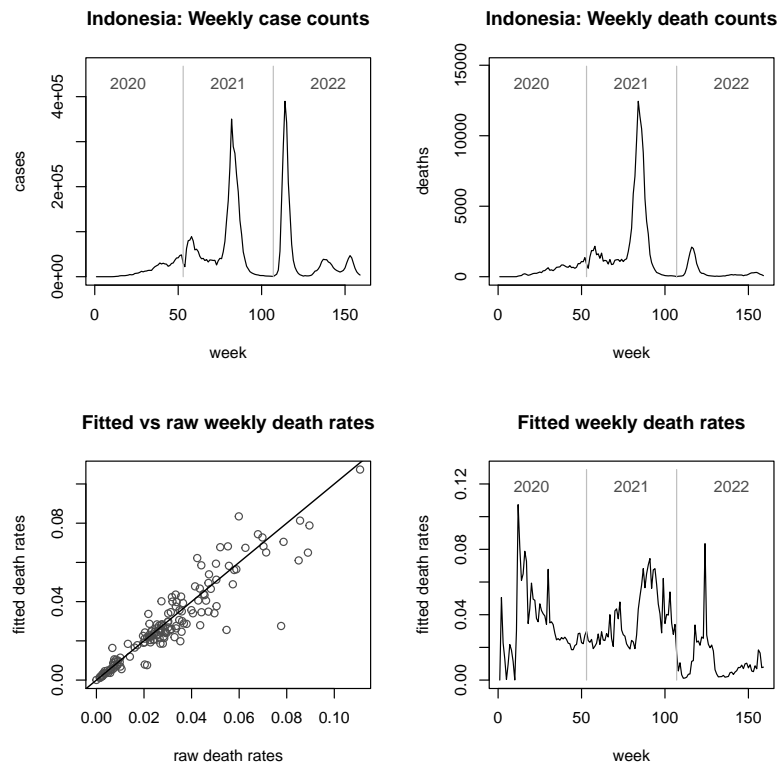 Indonesia: Weekly case counts
2020 2021 2022
0e+00 2e+05 4e+05
cases
0 50 100 150
week
Indonesia: Weekly death counts
2020 2021 2022
0 5000 10000 15000
deaths
0 50 100 150
week
Fitted vs raw weekly death rates
0.00 0.04 0.08
fitted death rates
0.00 0.02 0.04 0.06 0.08 0.10
raw death rates
Fitted weekly death rates
2020 2021 2022
0.00 0.04 0.08 0.12
fitted death rates
0 50 100 150
week